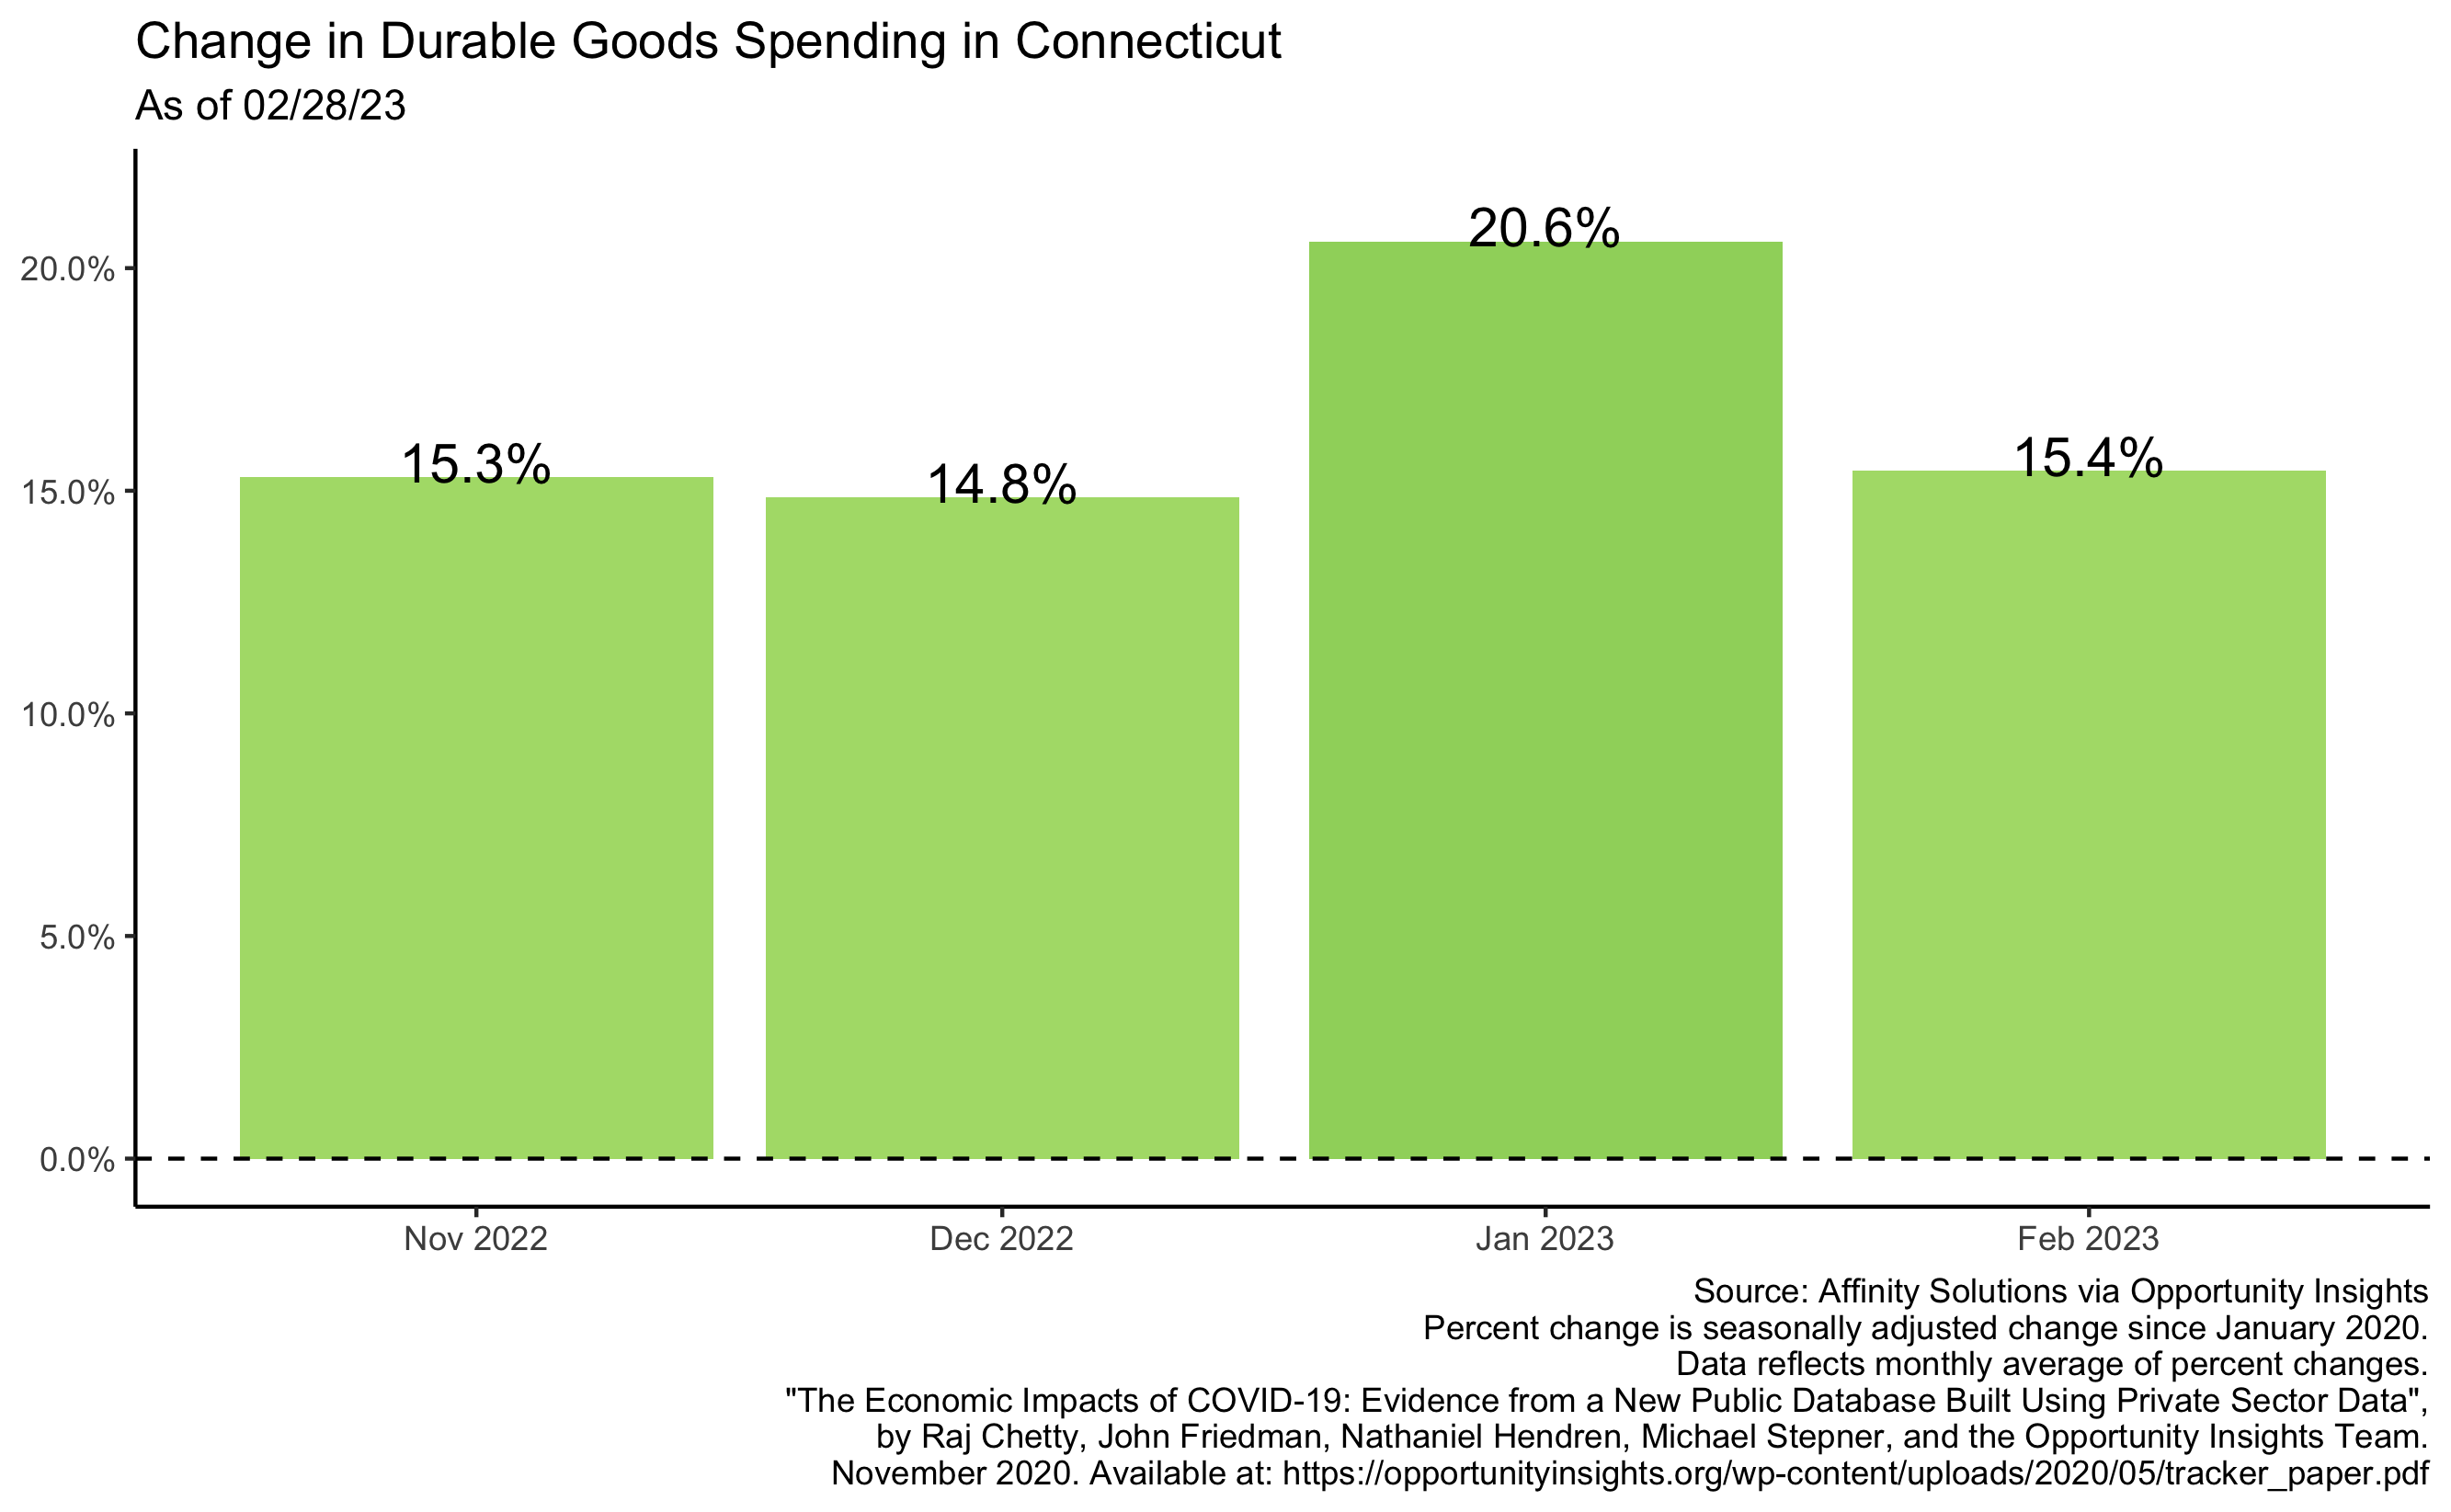 Change in Durable Goods Spending in Connecticut
As of 02/28/23
20.0%
15.0%
10.0%
5.0%
0.0%
15.3%
14.8%
20.6%
15.4%
Nov 2022
Dec 2022
Jan 2023
Feb 2023
Source: Affinity Solutions via Opportunity Insights
Percent change is seasonally adjusted change since January 2020.
Data reflects monthly average of percent changes.
"The Economic Impacts of COVID-19: Evidence from a New Public Database Built Using Private Sector Data",
by Raj Chetty, John Friedman, Nathaniel Hendren, Michael Stepner, and the Opportunity Insights Team.
November 2020. Available at: https://opportunityinsights.org/wp-content/uploads/2020/05/tracker_paper.pdf